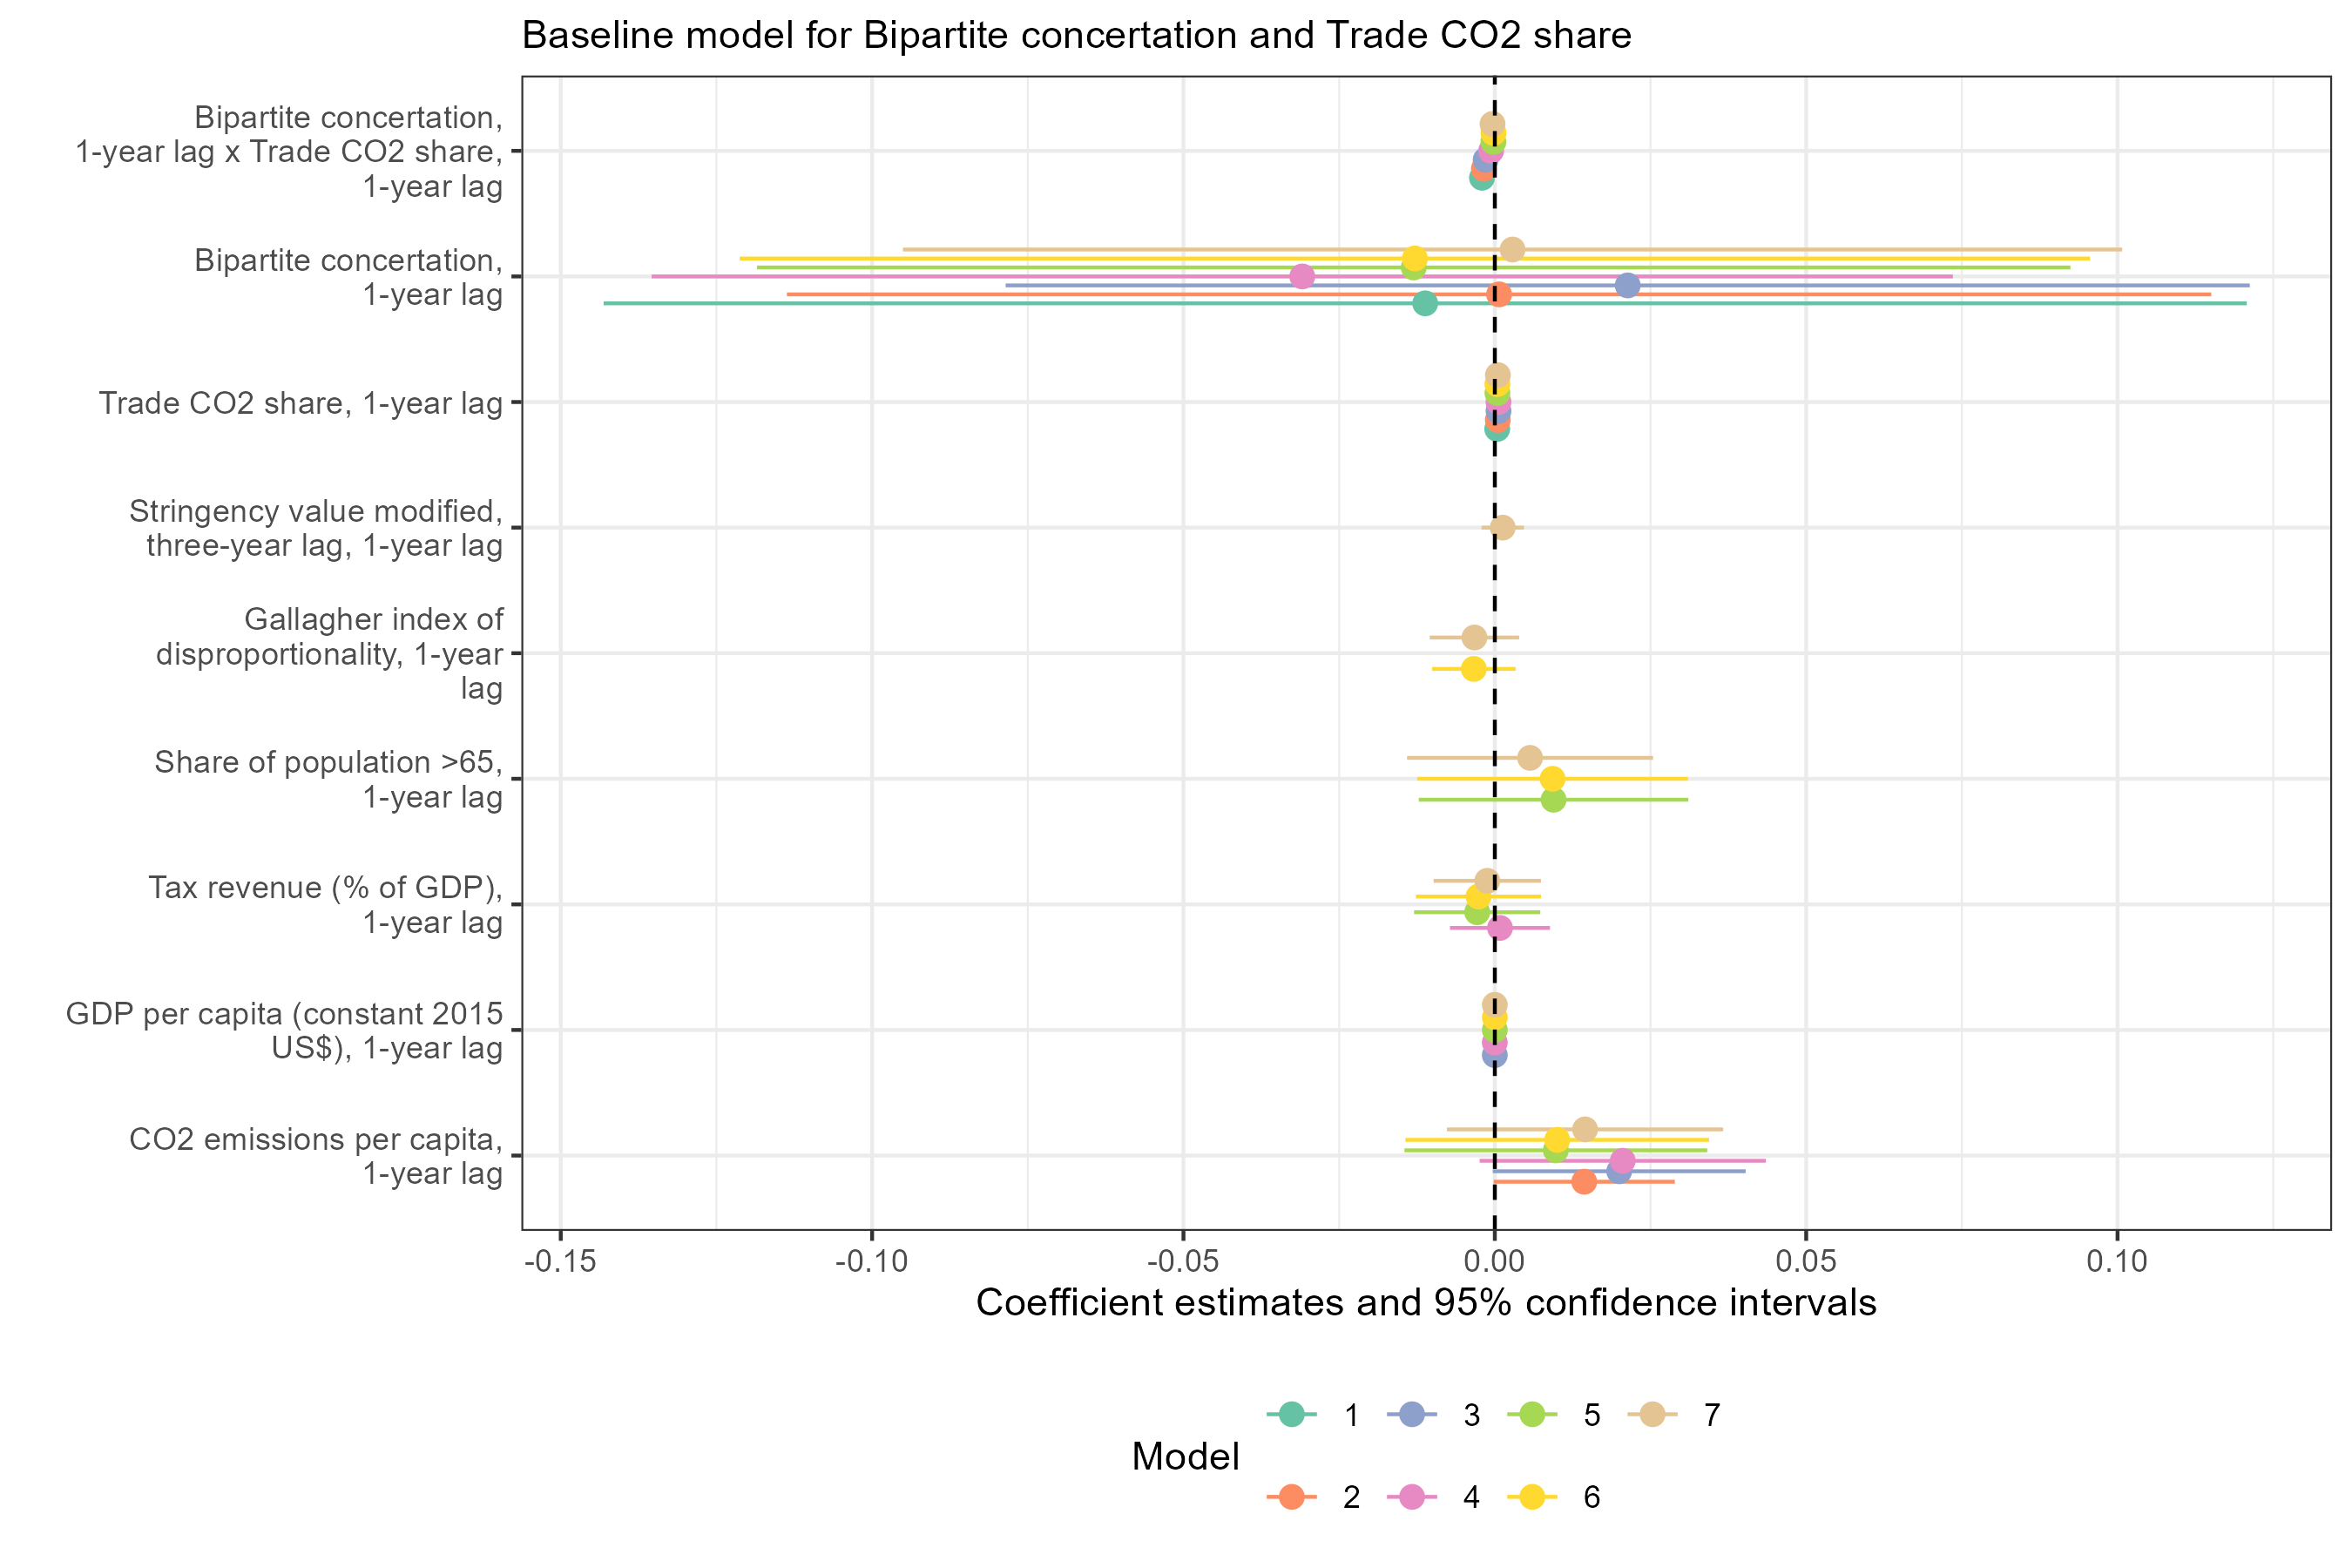 Baseline model for Bipartite concertation and Trade CO2 share
Bipartite concertation,
1-year lag x Trade CO2 share,
1-year lag
Bipartite concertation,
1-year lag
Trade CO2 share, 1-year lag
Stringency value modified,
three-year lag, 1-year lag
Gallagher index of
disproportionality, 1-year
lag
Share of population >65,
1-year lag
Tax revenue (% of GDP),
1-year lag
GDP per capita (constant 2015
US$), 1-year lag
CO2 emissions per capita,
1-year lag
-0.15 -0.10 -0.05 0.00 0.05 0.10
Coefficient estimates and 95% confidence intervals
Model
1 3 5 7
2 4 6